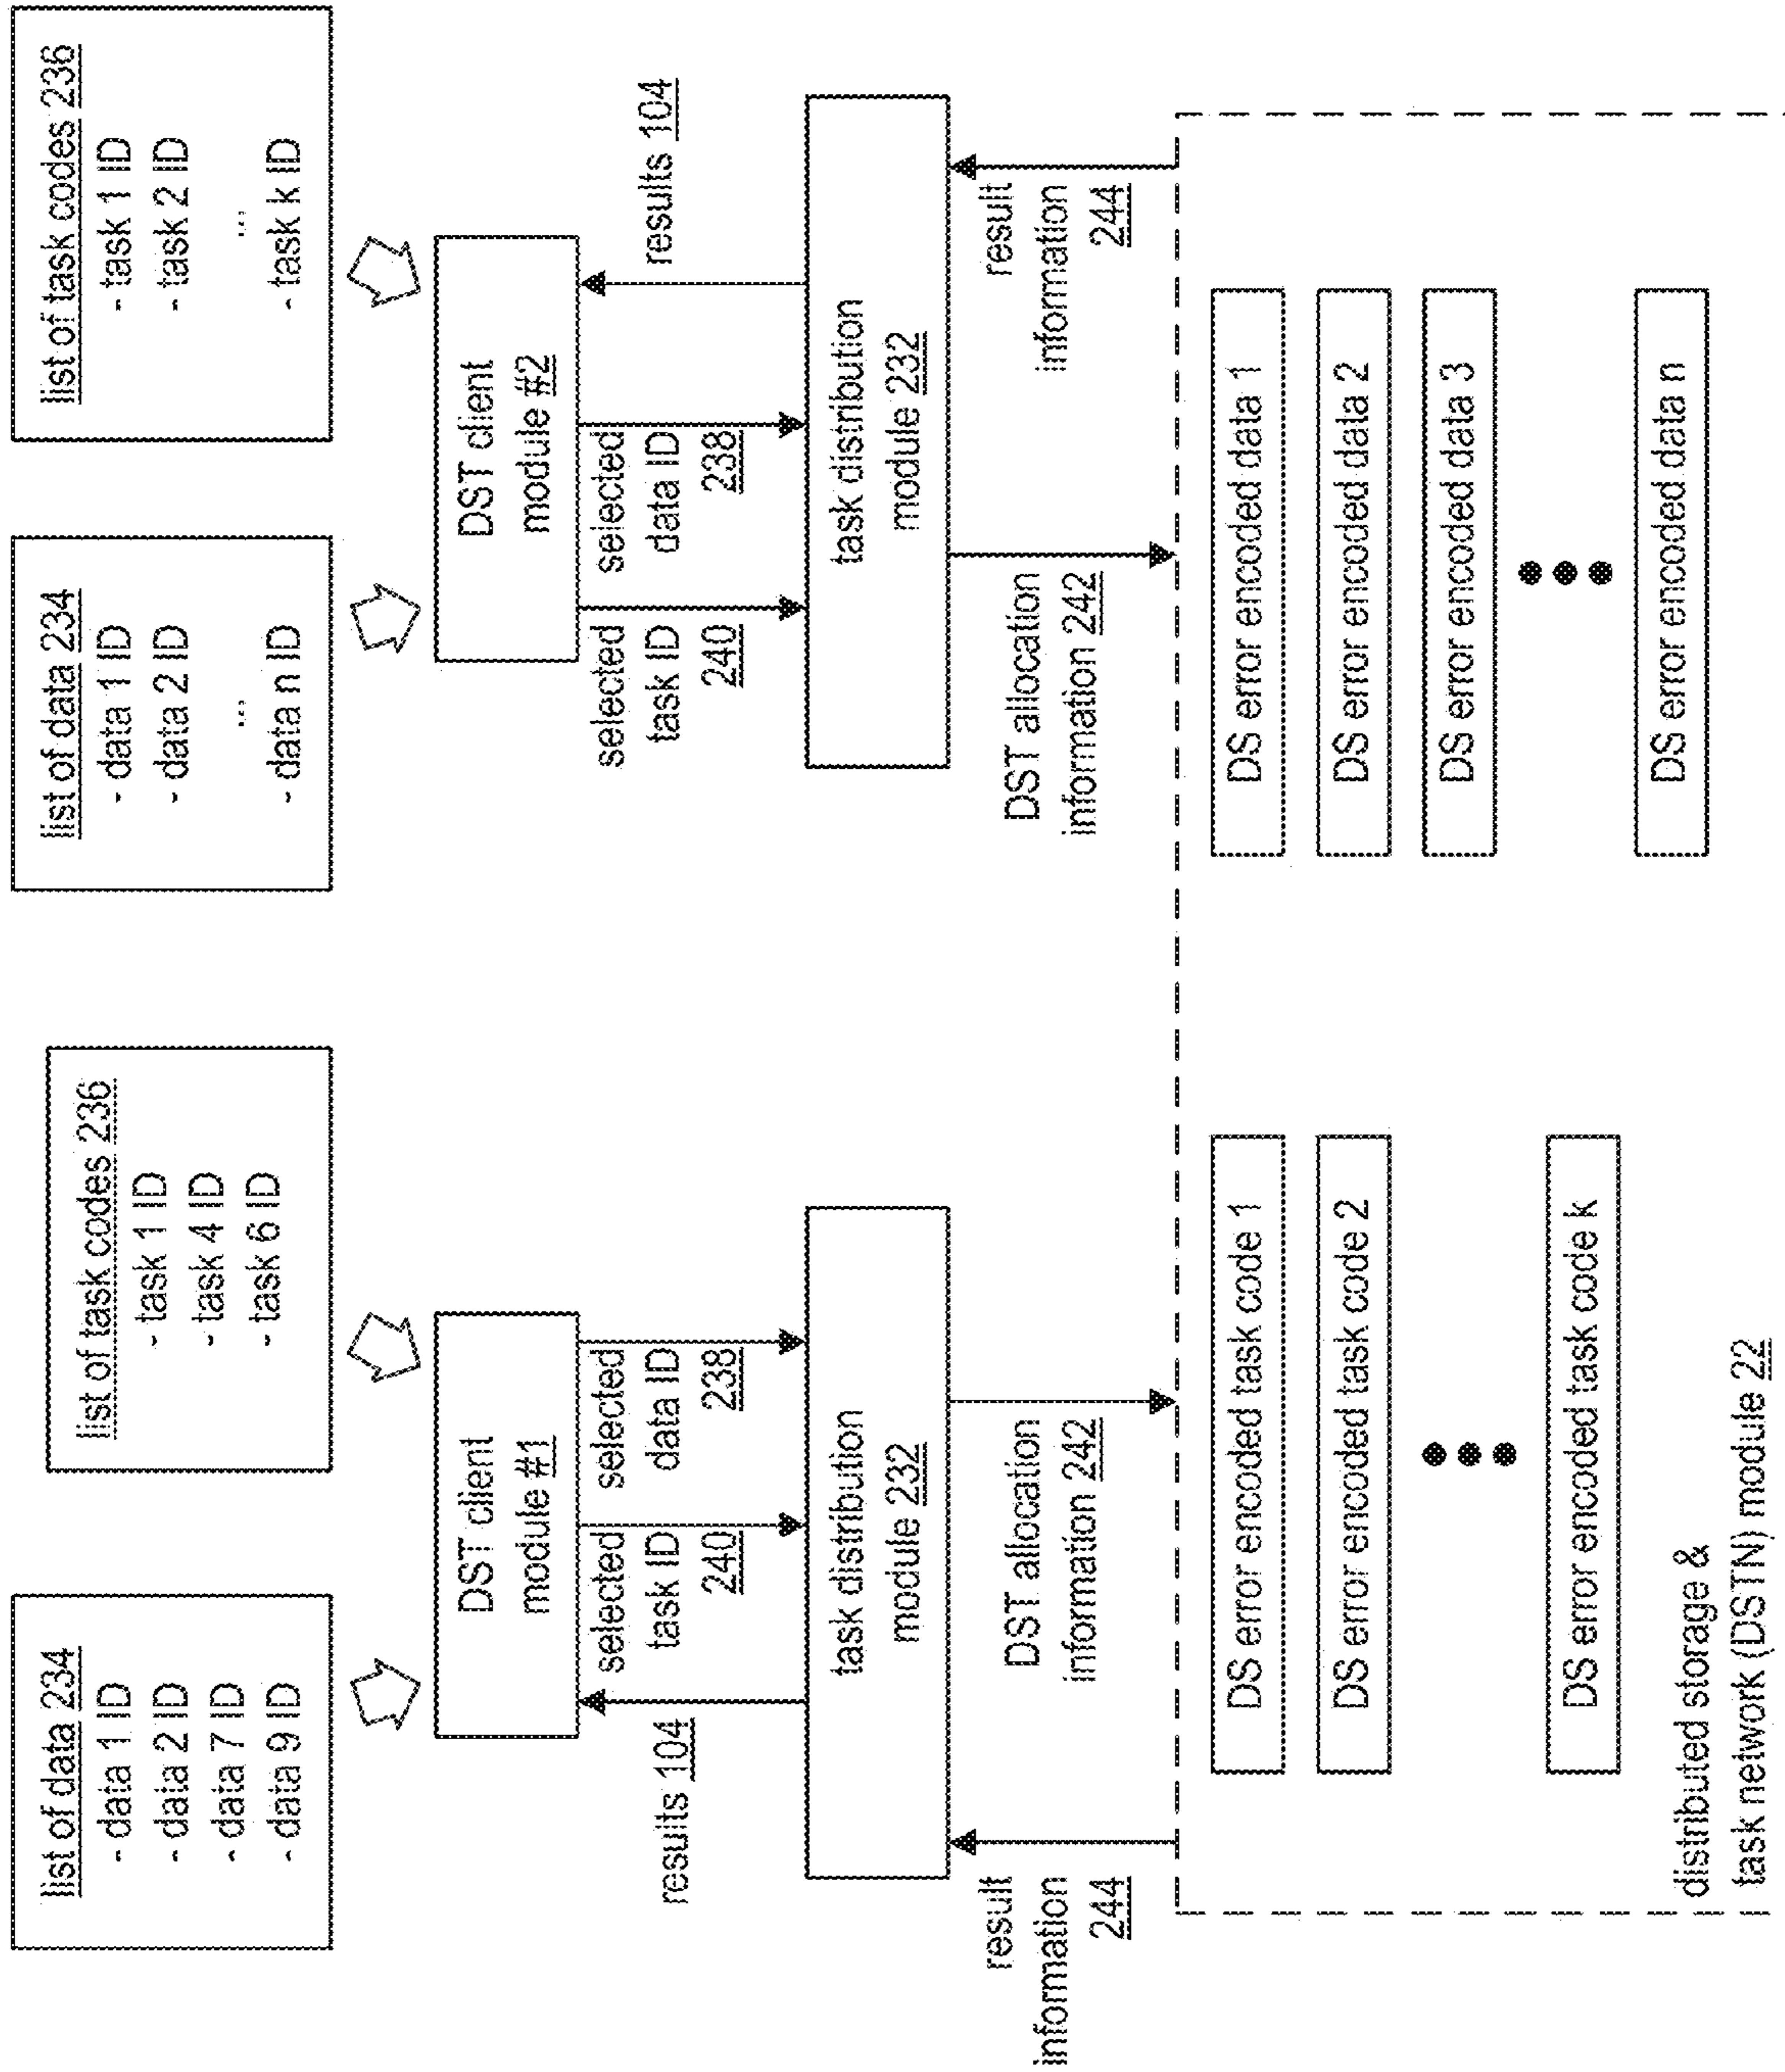 list of data 234
- data 1 ID
- data 2 ID
- data 7 ID
- data 9 ID
list of task codes 236
- task 1 ID
- task 4 ID
- task 6 ID
list of data 234
- data 1 ID
- data 2 ID
...
- data n ID
list of task codes 236
- task 1 ID
- task 2 ID
...
- task k ID
DST client
module #1
DST client
module #2
results 104
selected
task ID
240
selected
data ID
238
selected
task ID
240
selected
data ID
238
results 104
task distribution
module 232
task distribution
module 232
result
information
244
DST allocation
information 242
DST allocation
information 242
result
information
244
DS error encoded task code 1
DS error encoded task code 2
DS error encoded task code k
DS error encoded data 1
DS error encoded data 2
DS error encoded data 3
DS error encoded data n
distributed storage &
task network (DSTN) module 22